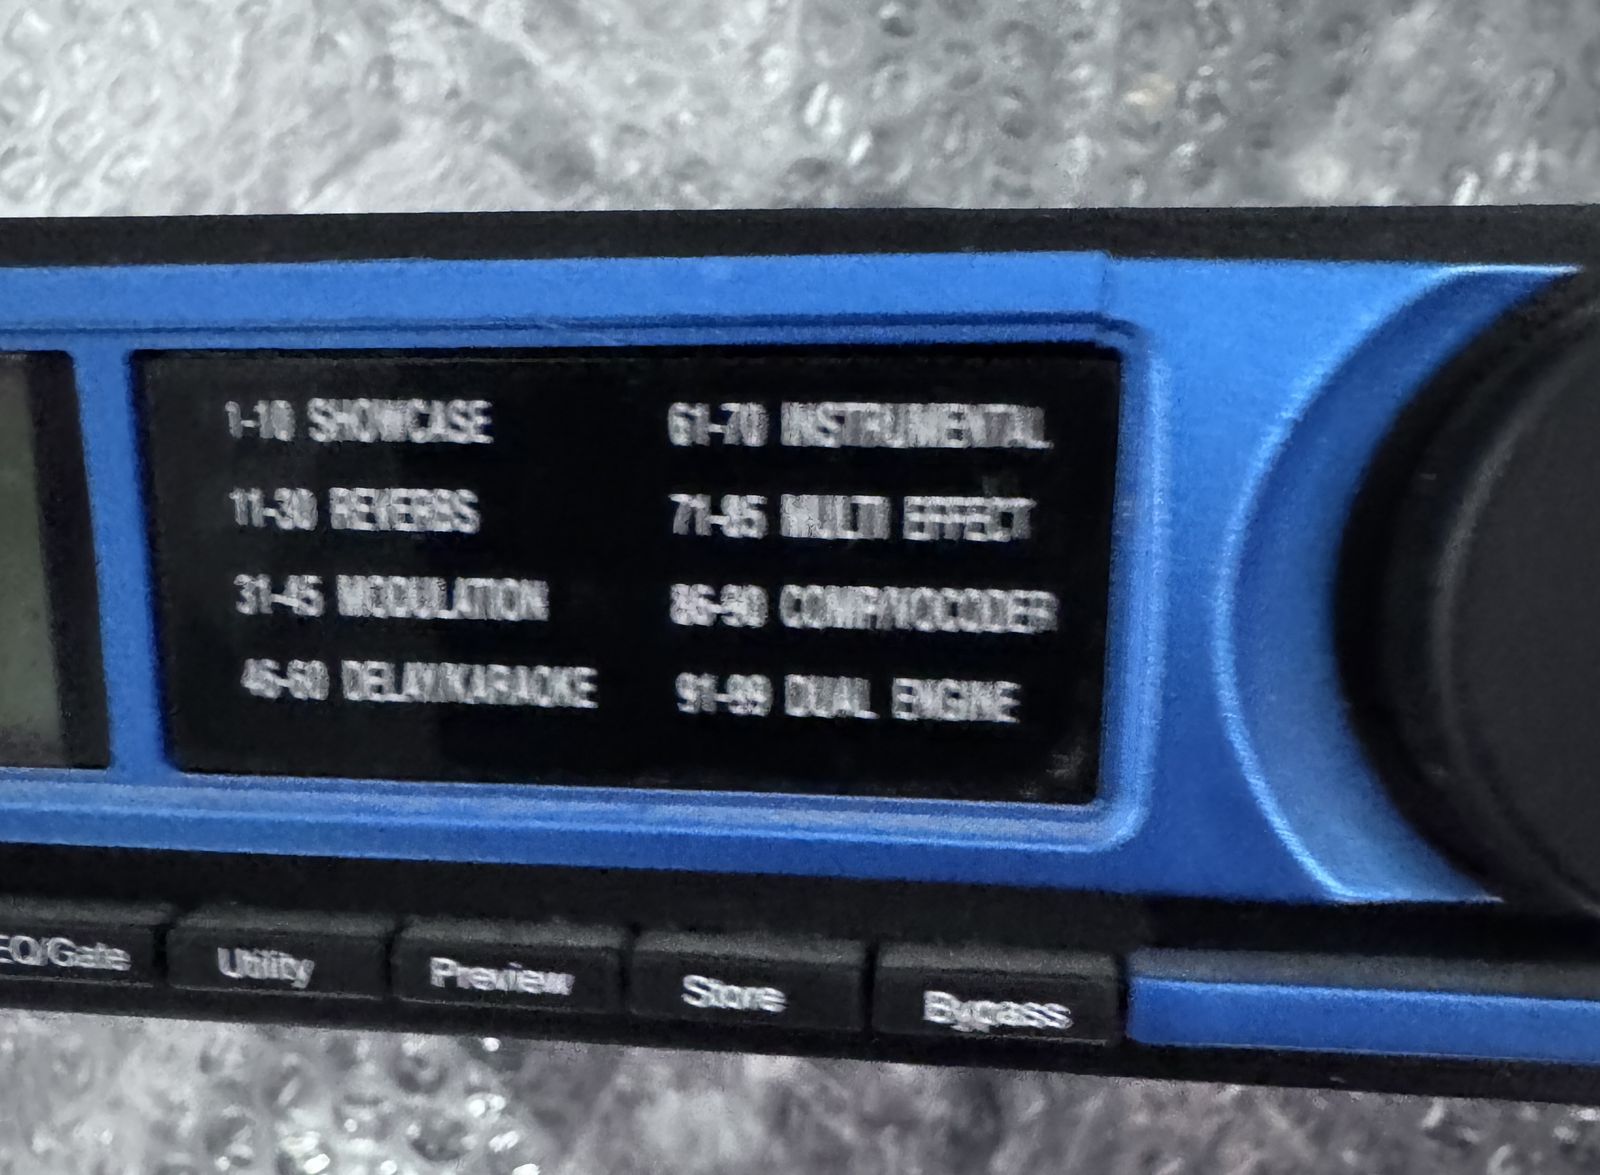 1-10 SHOWCASE
11-30 REVERBS
31-45 MODULATION
46-60 DELAY/KARAOKE
61-70 INSTRUMENTAL
71-85 MULTI EFFECT
86-90 COMP/VOCODER
91-99 DUAL ENGINE
EQ/Gate
Utility
Preview
Store
Bypass